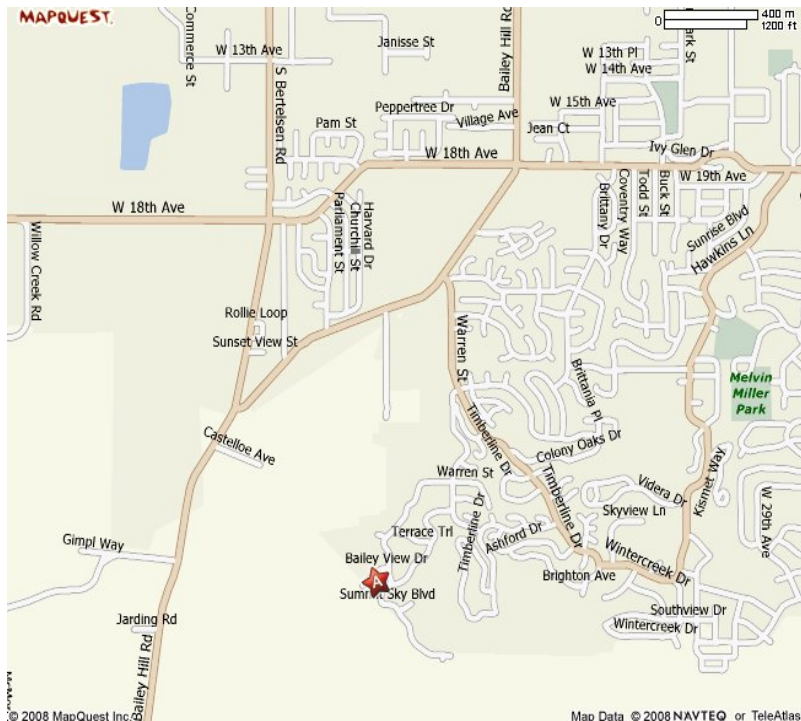 MAPQUEST.
0 400 m
1200 ft
Commerce St
W 13th Ave
Janisse St
Bailey Hill Rd
W 13th Pl
W 14th Ave
S Bertelsen Rd
Peppertree Dr
Village Ave
W 15th Ave
Pam St
Jean Ct
Ivy Glen Dr
W 18th Ave
W 19th Ave
W 18th Ave
Willow Creek Rd
Parliament St
Churchill St
Harvard Dr
Brittany Dr
Coventry Way
Todd St
Buck St
Sunrise Blvd
Hawkins Ln
Rollie Loop
Sunset View St
Warren St
Brittania Pl
Melvin
Miller
Park
Castelloe Ave
Timberline Dr
Colony Oaks Dr
Warren St
Timberline Dr
Videra Dr
Kismet Way
W 29th Ave
Skyview Ln
Terrace Trl
Timberline Dr
Ashford Dr
Gimpl Way
Bailey View Dr
A
Wintercreek Dr
Brighton Ave
Summit Sky Blvd
Southview Dr
Jarding Rd
Wintercreek Dr
Bailey Hill Rd
© 2008 MapQuest Inc.
Map Data © 2008 NAVTEQ or TeleAtlas